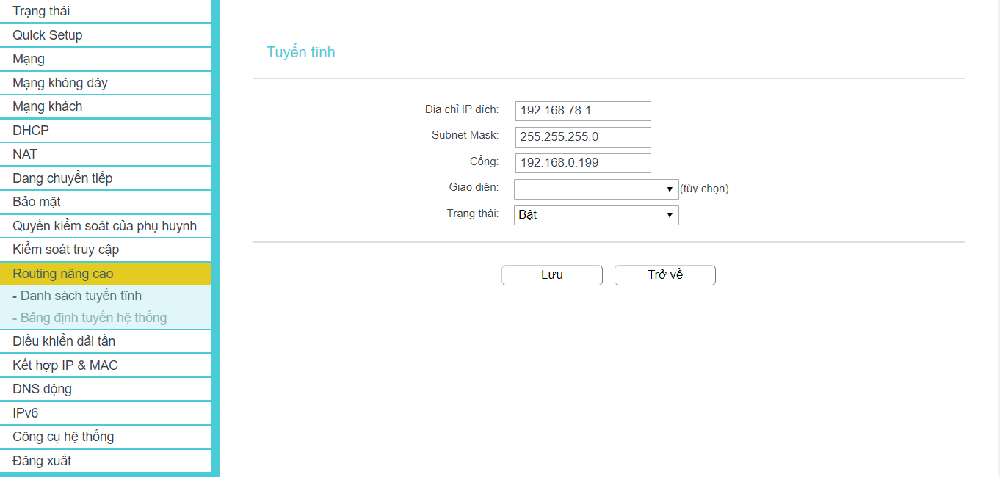 Trạng thái
Quick Setup
Mạng
Mạng không dây
Mạng khách
DHCP
NAT
Đang chuyển tiếp
Bảo mật
Quyền kiểm soát của phụ huynh
Kiểm soát truy cập
Routing nâng cao
- Danh sách tuyến tĩnh
- Bảng định tuyến hệ thống
Điều khiển dải tần
Kết hợp IP & MAC
DNS động
IPv6
Công cụ hệ thống
Đăng xuất
Tuyến tĩnh
Địa chỉ IP đích: 192.168.78.1
Subnet Mask: 255.255.255.0
Cổng: 192.168.0.199
Giao diện: (tùy chọn)
Trạng thái: Bật
Lưu Trở về